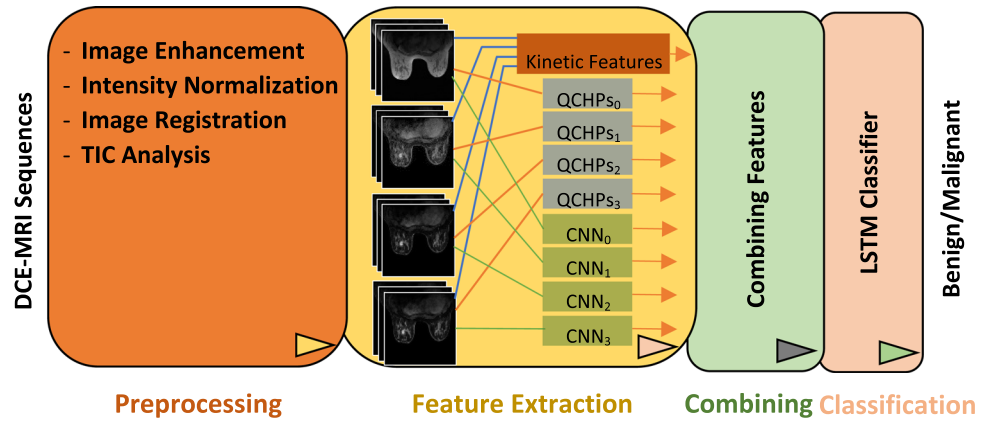 DCE-MRI Sequences
- Image Enhancement
- Intensity Normalization
- Image Registration
- TIC Analysis
Kinetic Features
QCHPs₀
QCHPs₁
QCHPs₂
QCHPs₃
CNN₀
CNN₁
CNN₂
CNN₃
Combining Features
LSTM Classifier
Benign/Malignant
Preprocessing
Feature Extraction
Combining
Classification